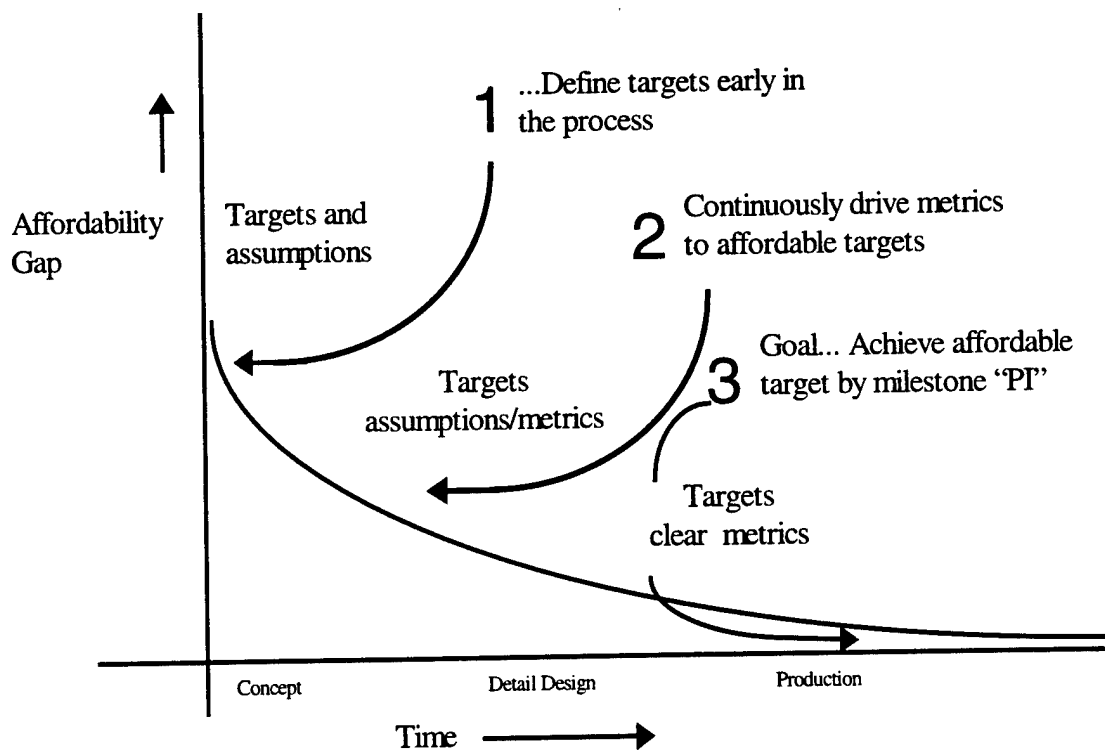 1 ...Define targets early in
the process
Affordability
Gap
Targets and
assumptions
2 Continuously drive metrics
to affordable targets
3 Goal... Achieve affordable
target by milestone “PI”
Targets
assumptions/metrics
Targets
clear metrics
Concept Detail Design Production
Time